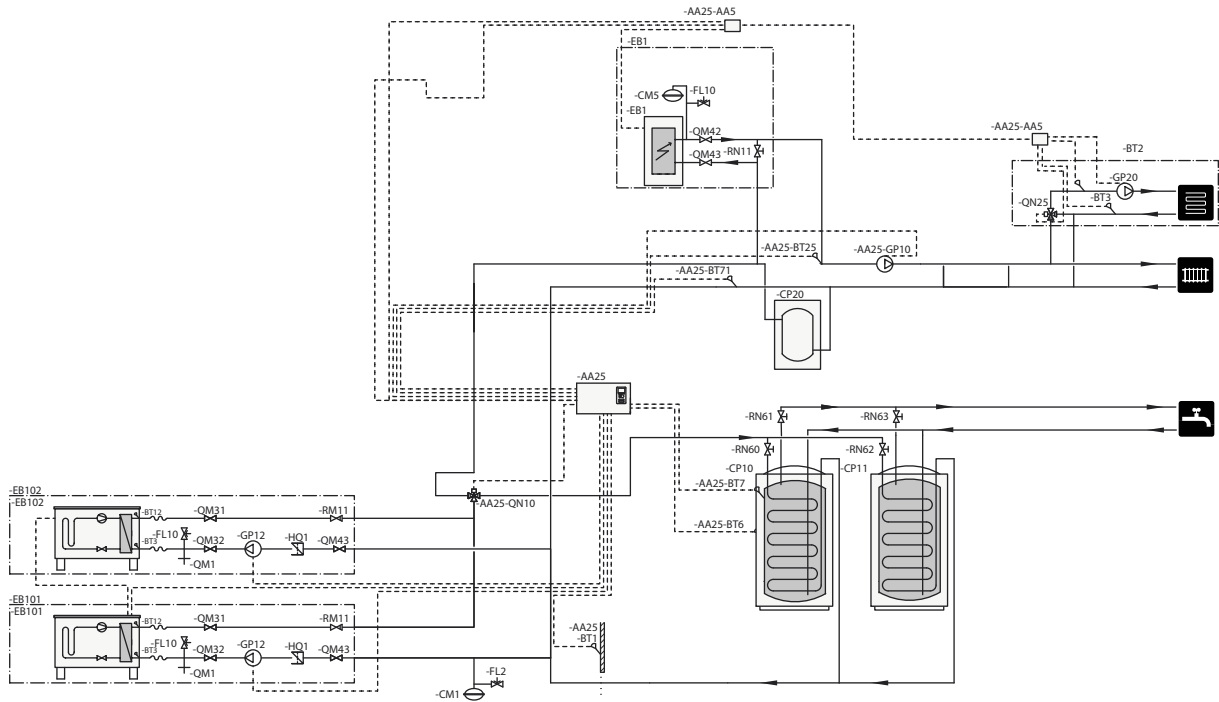 -AA25-AA5
-EB1
-FL10
-CM5
-EB1
-QM42
-QM43
-RN11
-AA25-AA5
-BT2
-GP20
-BT3
-QN25
-AA25-BT25
-AA25-GP10
-AA25-BT71
-CP20
-AA25
-RN61
-RN63
-RN60
-RN62
-CP10
-CP11
-AA25-BT7
-AA25-BT6
-AA25-QN10
-EB102
-EB102
-BT12
-QM31
-RM11
-FL10
-GP12
-BT3
-QM32
-HQ1
-QM43
-QM1
-EB101
-EB101
-BT12
-QM31
-RM11
-FL10
-GP12
-BT3
-QM32
-HQ1
-QM43
-QM1
-AA25
-BT1
-FL2
-CM1